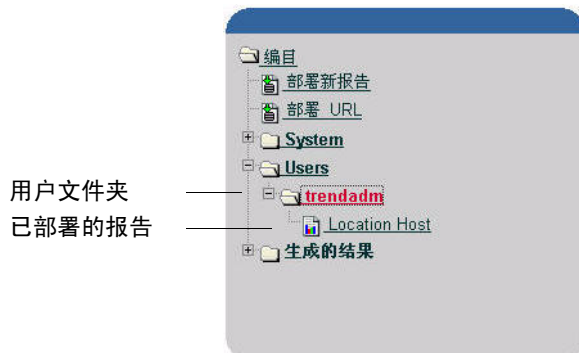 编目
部署新报告
部署 URL
System
Users
用户文件夹
trendadm
已部署的报告
Location Host
生成的结果